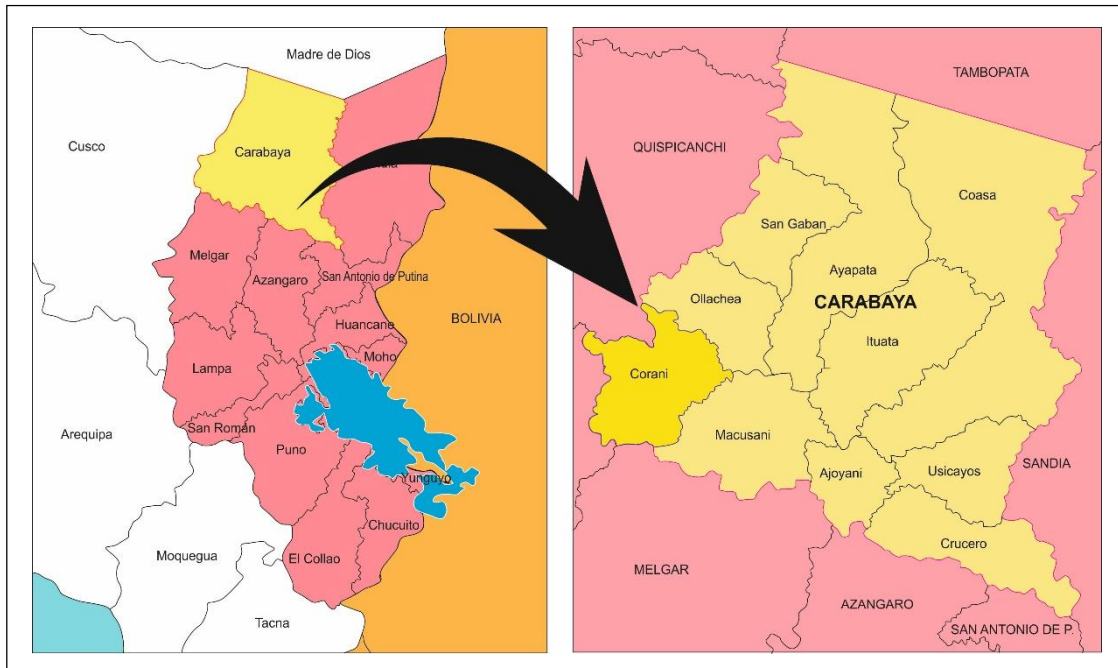 Madre de Dios
Cusco
Carabaya
Melgar
Azangaro
San Antonio de Putina
Huancane
BOLIVIA
Moho
Lampa
Arequipa
San Román
Puno
Yunguyo
Chucuito
Moquegua
El Collao
Tacna
TAMBOPATA
QUISPICANCHI
Coasa
San Gaban
Ayapata
Ollachea
CARABAYA
Ituata
Corani
Macusani
Ajoyani
Usicayos
SANDIA
Crucero
MELGAR
AZANGARO
SAN ANTONIO DE P.